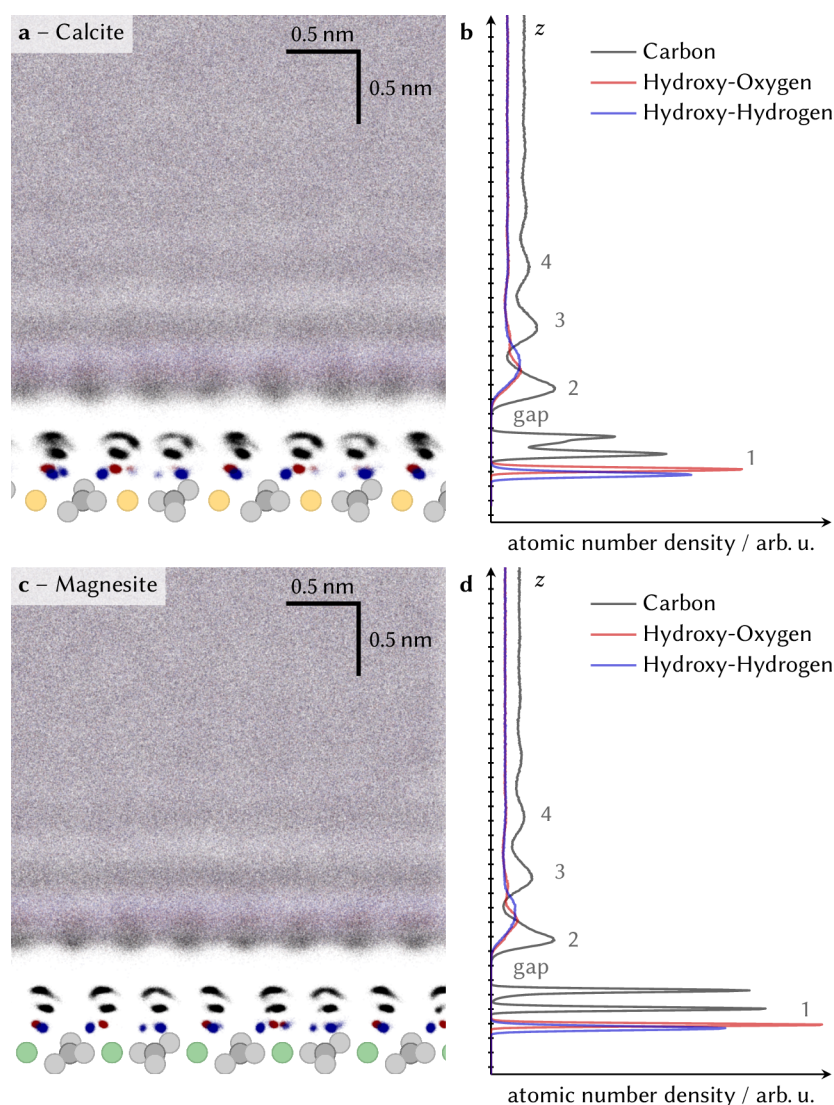 a – Calcite
0.5 nm
0.5 nm
b
z
Carbon
Hydroxy-Oxygen
Hydroxy-Hydrogen
4
3
2
gap
1
atomic number density / arb. u.
c – Magnesite
0.5 nm
0.5 nm
d
z
Carbon
Hydroxy-Oxygen
Hydroxy-Hydrogen
4
3
2
gap
1
atomic number density / arb. u.